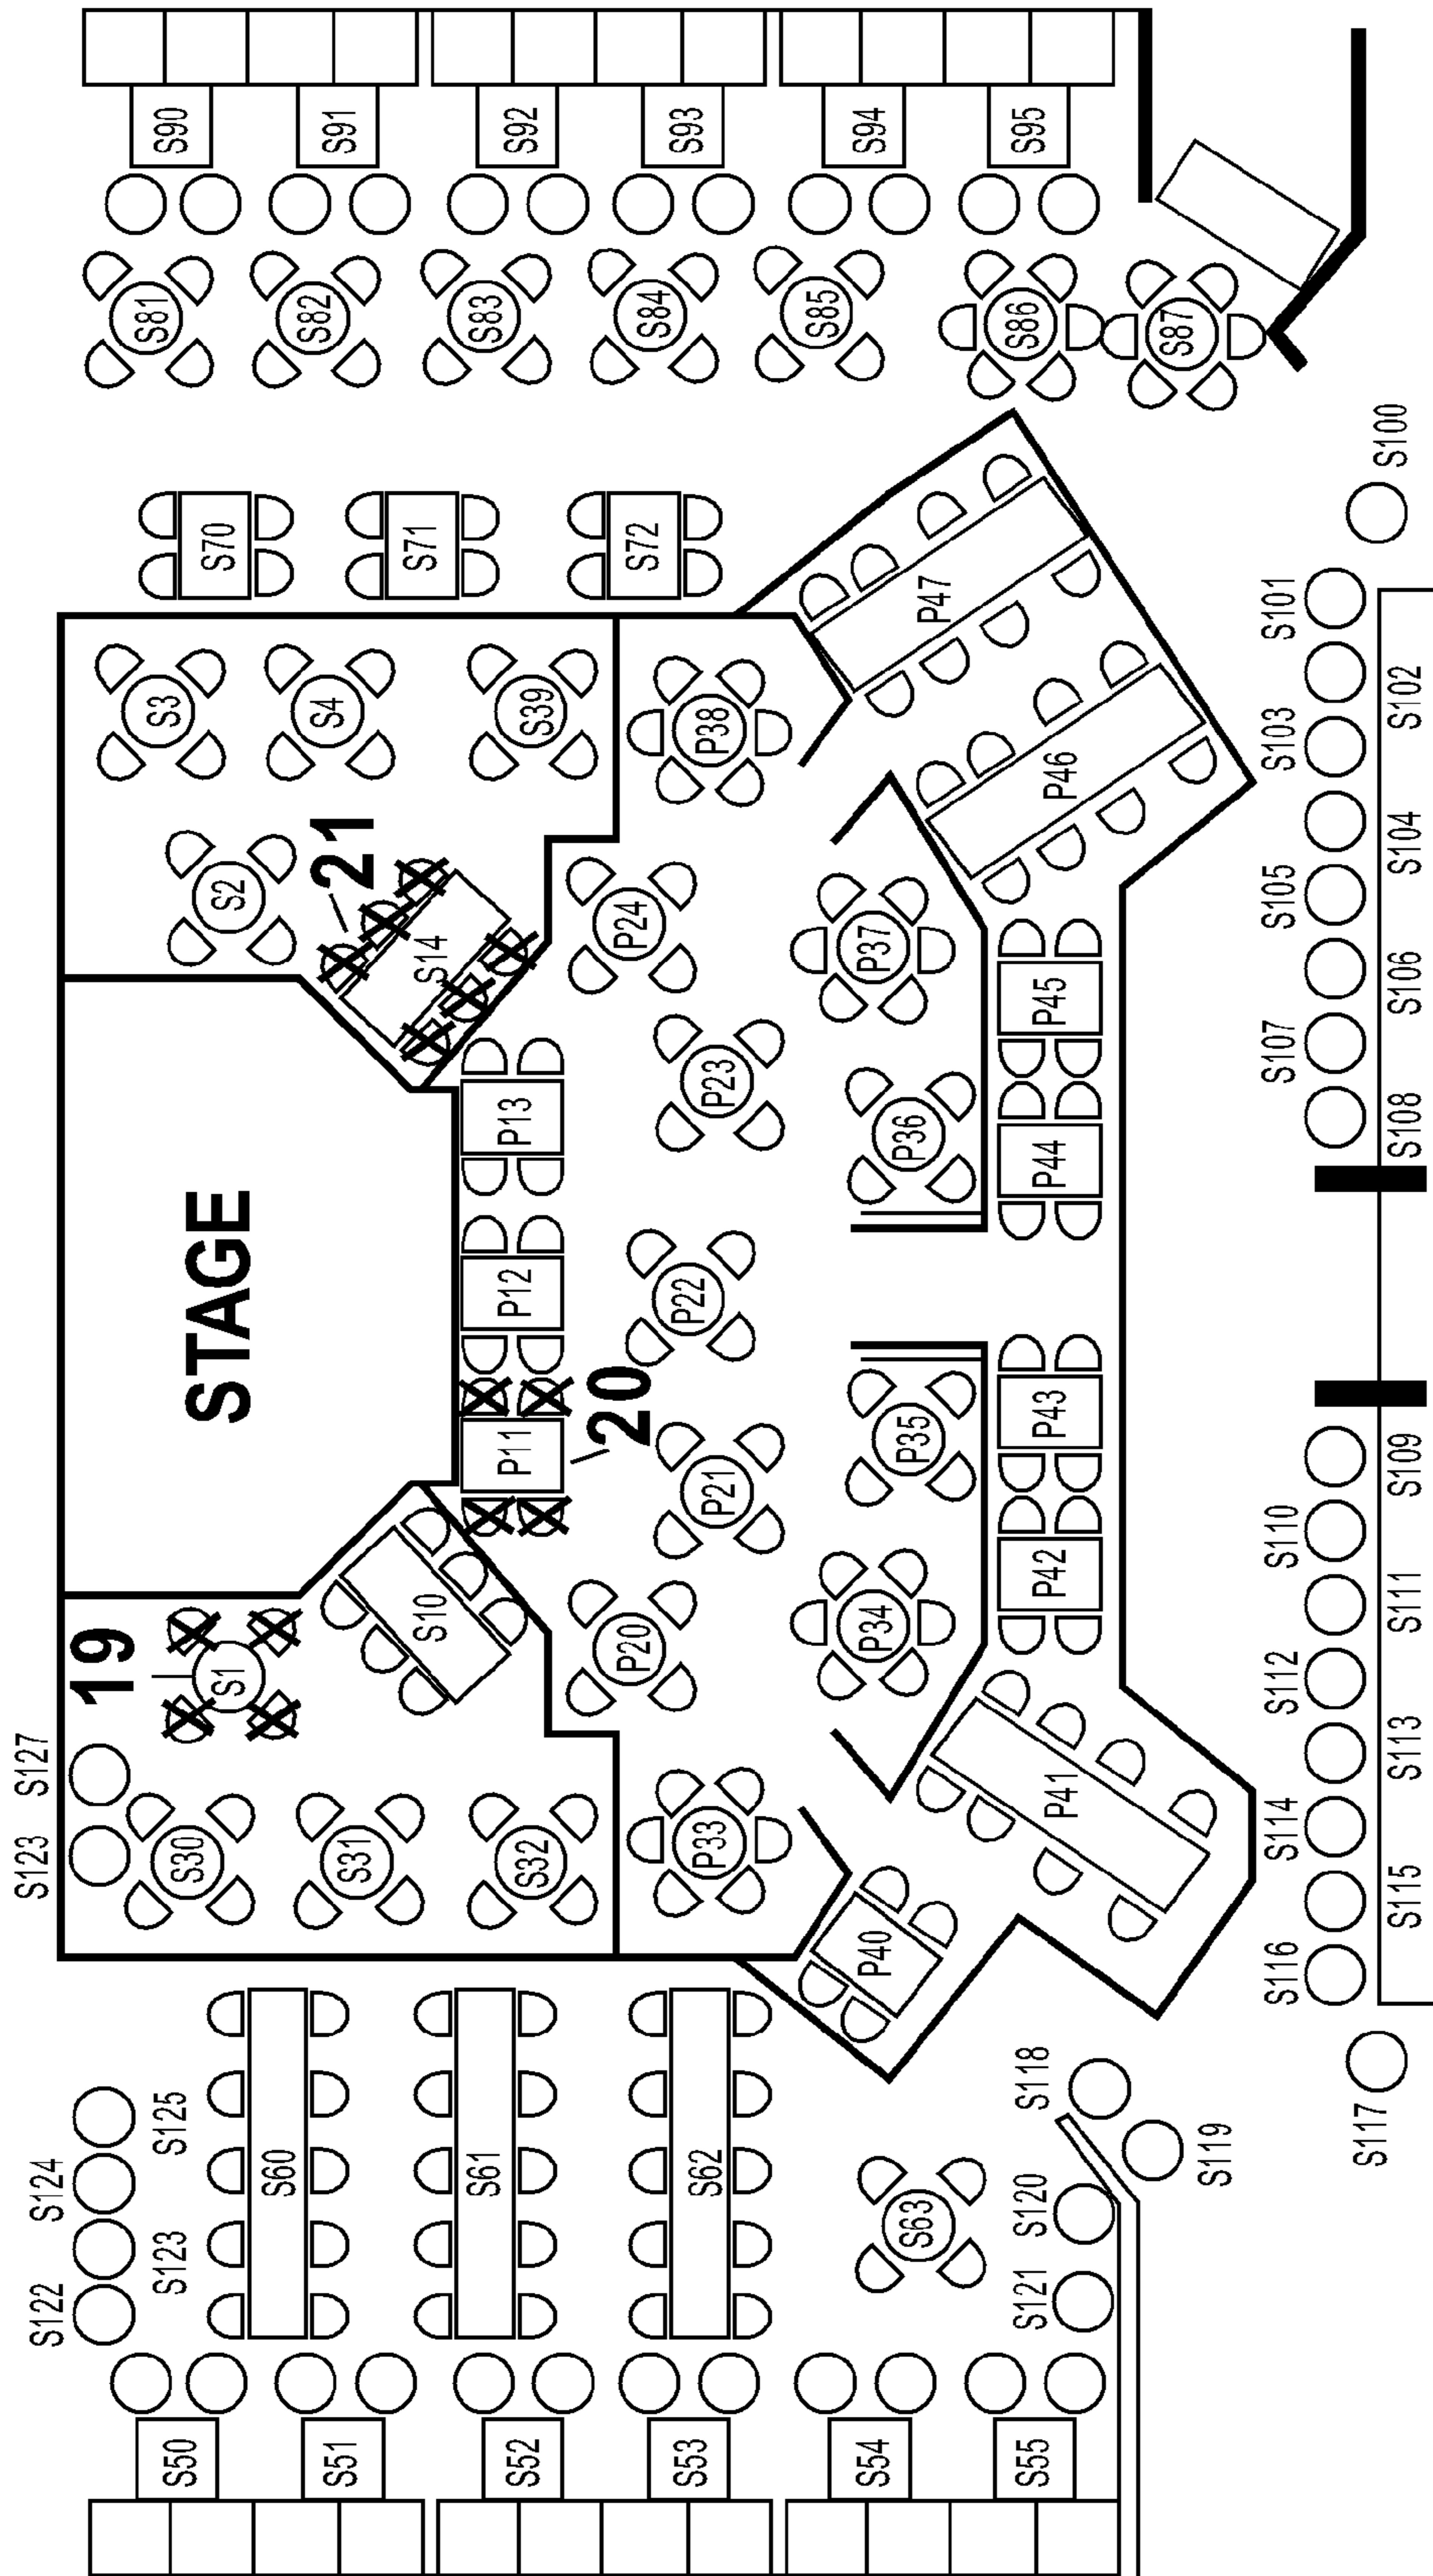 S122
S124
S123
S127
19
S123
S125
S50
S30
S3
S81
S90
S1
STAGE
S2
S70
S60
S51
S31
21
S4
S82
S91
S10
S14
S71
S61
S52
S32
P11
P12
P13
S39
S83
S92
20
P20
P24
S72
S84
S93
S62
S53
P33
P21
P22
P23
P38
S85
S94
S54
S63
P40
P34
P35
P36
P37
P47
S55
S121
S120
S118
P41
P42
P43
P44
P45
P46
S86
S95
S87
S119
S116
S114
S112
S110
S107
S105
S103
S101
S117
S115
S113
S111
S109
S108
S106
S104
S102
S100